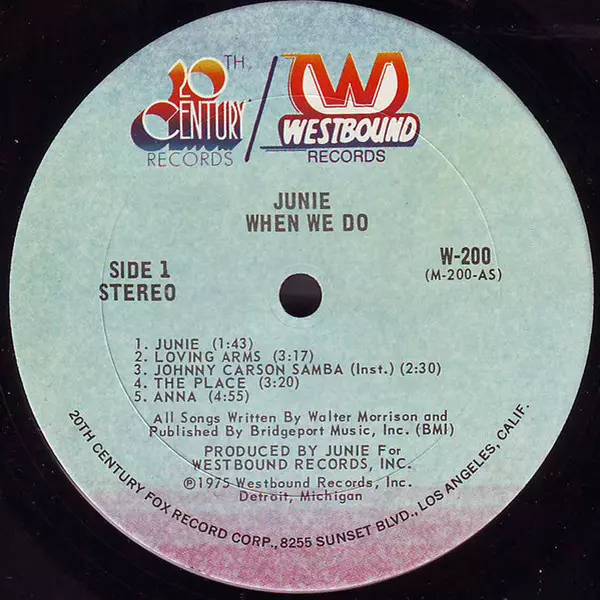 20TH
CENTURY
RECORDS
/
W
WESTBOUND
RECORDS
JUNIE
WHEN WE DO
SIDE 1
STEREO
W-200
(M-200-AS)
1. JUNIE (1:43)
2. LOVING ARMS (3:17)
3. JOHNNY CARSON SAMBA (Inst.) (2:30)
4. THE PLACE (3:20)
5. ANNA (4:55)
All Songs Written By Walter Morrison and
Published By Bridgeport Music, Inc. (BMI)
PRODUCED BY JUNIE For
WESTBOUND RECORDS, INC.
℗1975 Westbound Records, Inc.
Detroit, Michigan
20TH CENTURY FOX RECORD CORP., 8255 SUNSET BLVD., LOS ANGELES, CALIF.